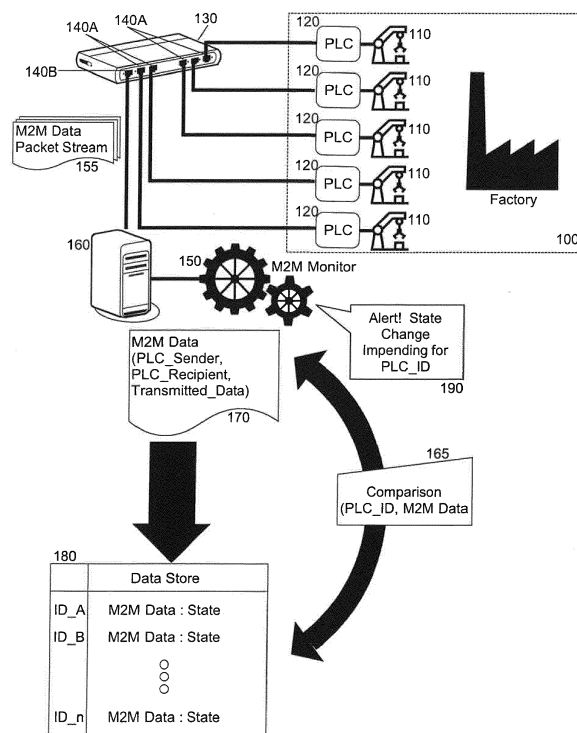 140A
130
140A
140B
120
PLC
110
120
PLC
110
120
PLC
110
120
PLC
110
120
PLC
110
Factory
100
M2M Data
Packet Stream
155
160
150
M2M Monitor
M2M Data
(PLC_Sender,
PLC_Recipient,
Transmitted_Data)
170
Alert! State
Change
Impending for
PLC_ID
190
165
Comparison
(PLC_ID, M2M Data
180
Data Store
ID_A M2M Data : State
ID_B M2M Data : State
ID_n M2M Data : State